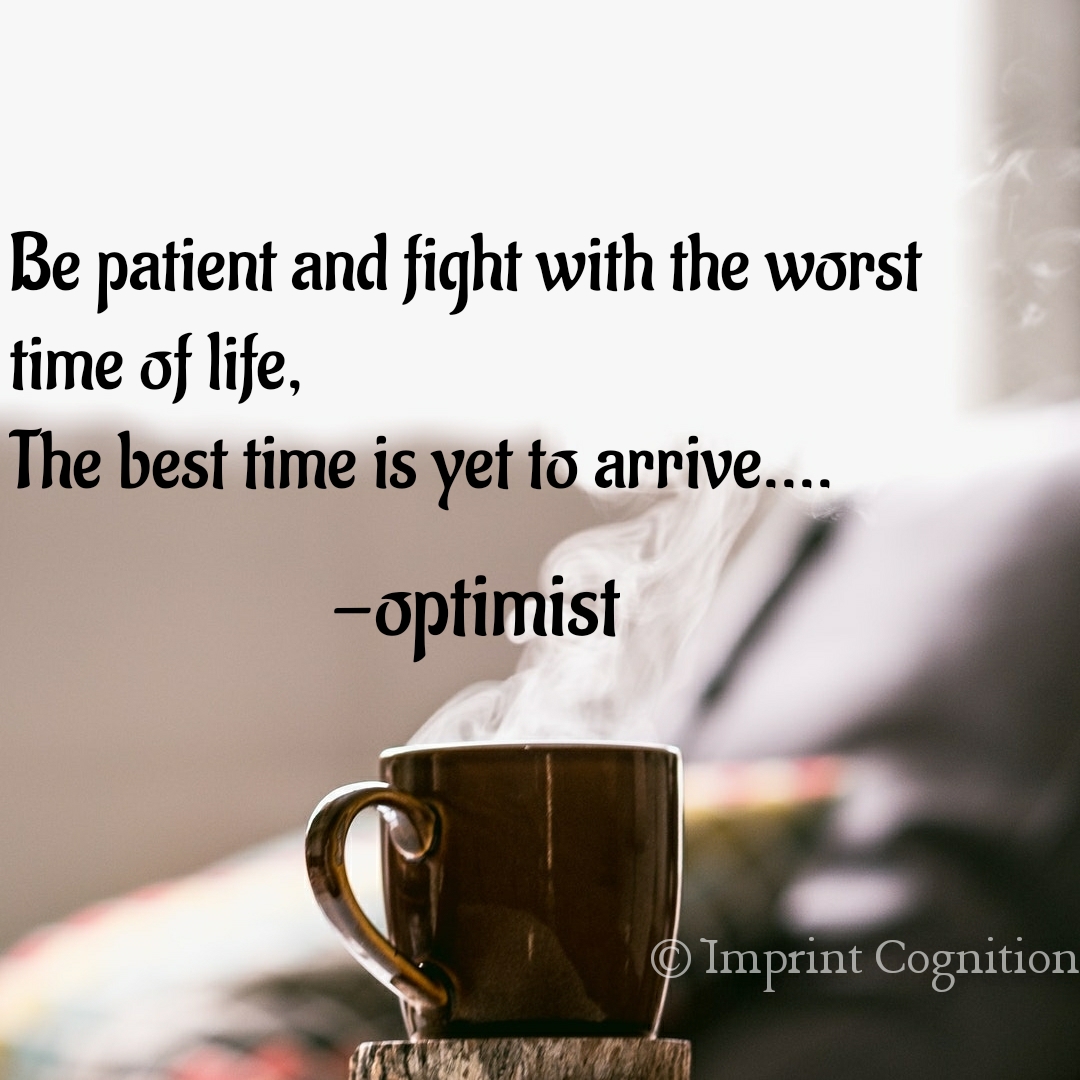 Be patient and fight with the worst
time of life,
The best time is yet to arrive....
-optimist
© Imprint Cognition